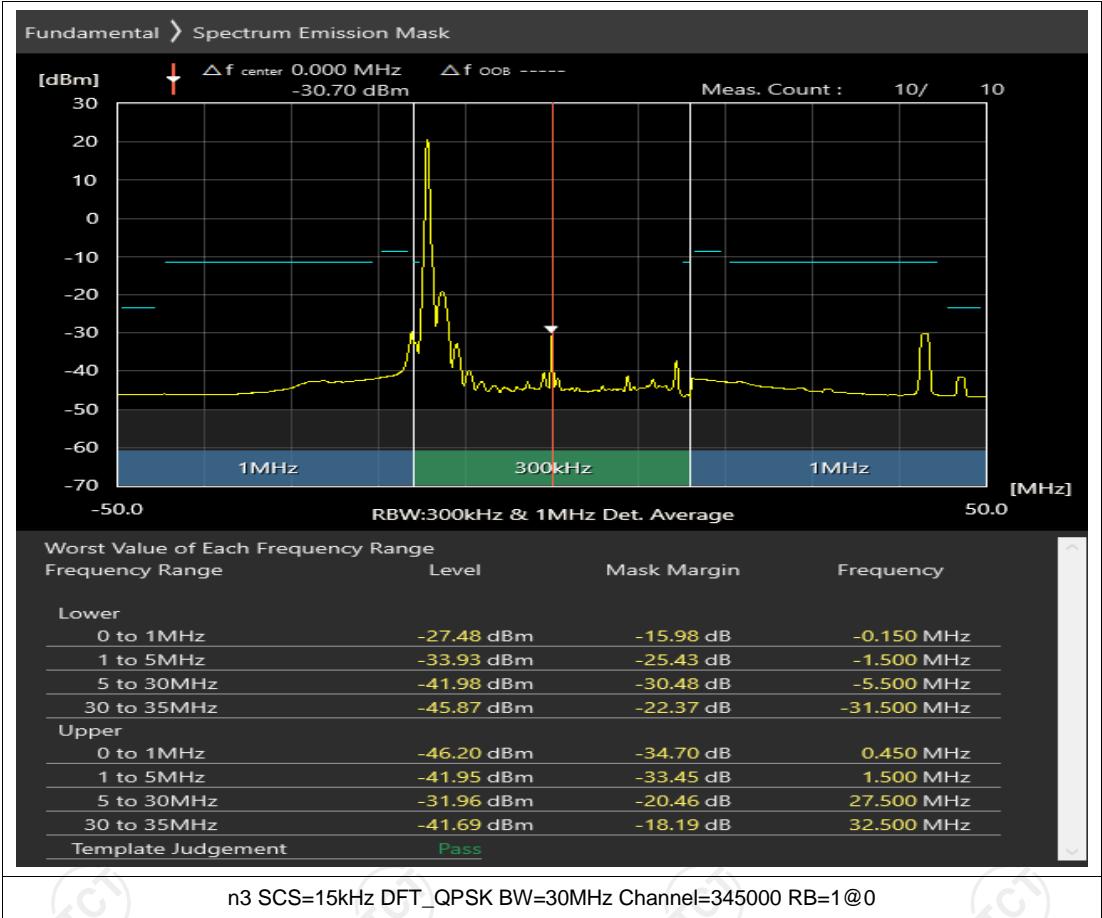 Fundamental ❯ Spectrum Emission Mask
[dBm] △f center 0.000 MHz △f OOB -----
-30.70 dBm Meas. Count : 10/ 10
30
20
10
0
-10
-20
-30
-40
-50
-60
1MHz 300kHz 1MHz
-70
[MHz]
-50.0 RBW:300kHz & 1MHz Det. Average 50.0
Worst Value of Each Frequency Range
Frequency Range Level Mask Margin Frequency
Lower
0 to 1MHz -27.48 dBm -15.98 dB -0.150 MHz
1 to 5MHz -33.93 dBm -25.43 dB -1.500 MHz
5 to 30MHz -41.98 dBm -30.48 dB -5.500 MHz
30 to 35MHz -45.87 dBm -22.37 dB -31.500 MHz
Upper
0 to 1MHz -46.20 dBm -34.70 dB 0.450 MHz
1 to 5MHz -41.95 dBm -33.45 dB 1.500 MHz
5 to 30MHz -31.96 dBm -20.46 dB 27.500 MHz
30 to 35MHz -41.69 dBm -18.19 dB 32.500 MHz
Template Judgement Pass
n3 SCS=15kHz DFT_QPSK BW=30MHz Channel=345000 RB=1@0
TCT TCT TCT TCT